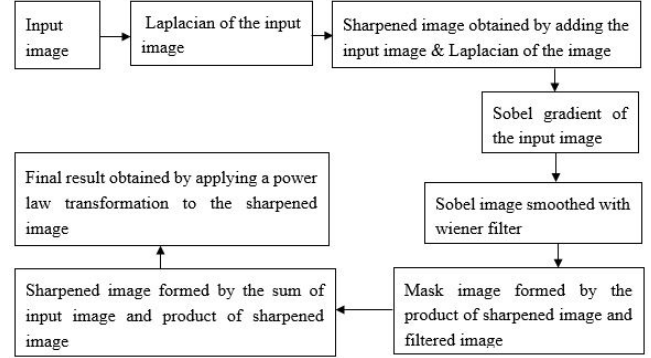 Input
image
Laplacian of the input
image
Sharpened image obtained by adding the
input image & Laplacian of the image
Sobel gradient of
the input image
Sobel image smoothed with
wiener filter
Mask image formed by the
product of sharpened image and
filtered image
Sharpened image formed by the sum of
input image and product of sharpened
image
Final result obtained by applying a power
law transformation to the sharpened
image